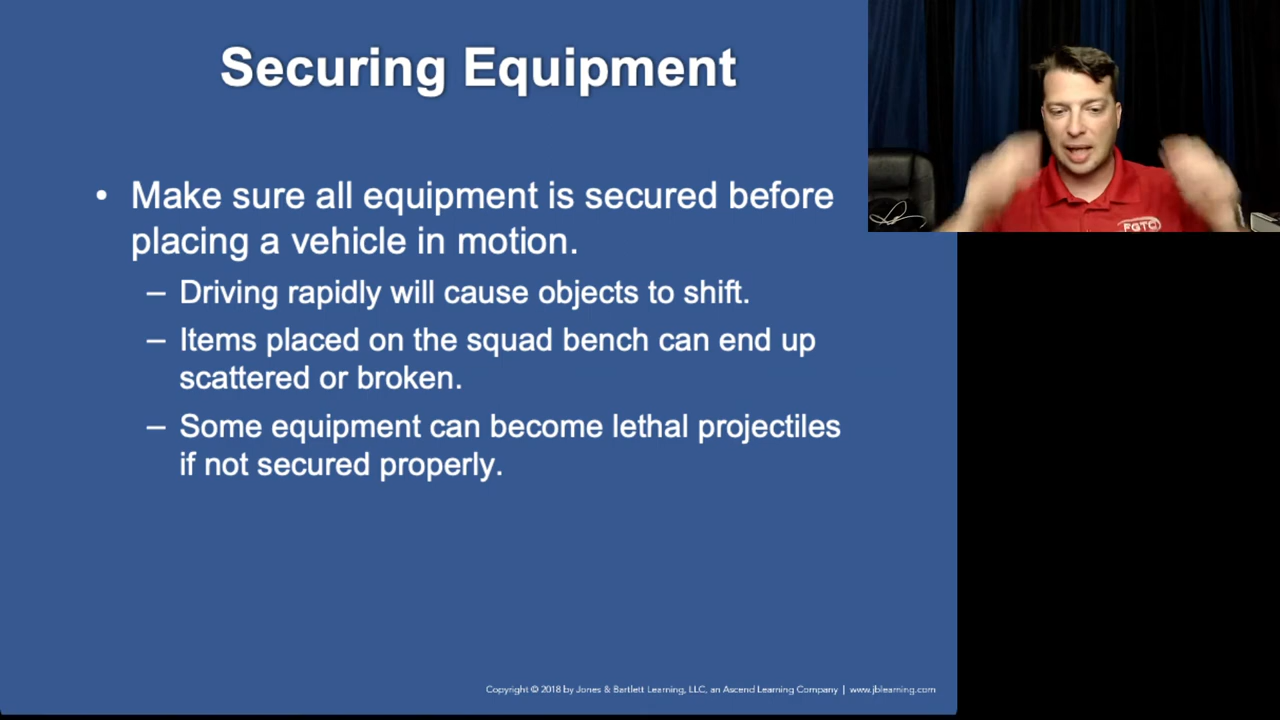 Securing Equipment
• Make sure all equipment is secured before
placing a vehicle in motion.
– Driving rapidly will cause objects to shift.
– Items placed on the squad bench can end up
scattered or broken.
– Some equipment can become lethal projectiles
if not secured properly.
FGTC
Copyright © 2018 by Jones & Bartlett Learning, LLC, an Ascend Learning Company | www.jblearning.com